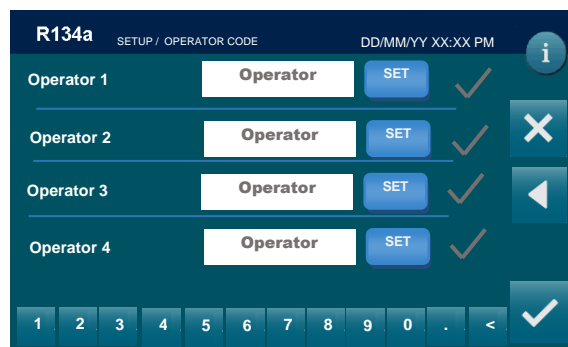 R134a SETUP / OPERATOR CODE DD/MM/YY XX:XX PM
i
Operator 1 Operator SET
Operator 2 Operator SET
Operator 3 Operator SET
Operator 4 Operator SET
1 2 3 4 5 6 7 8 9 0 . <